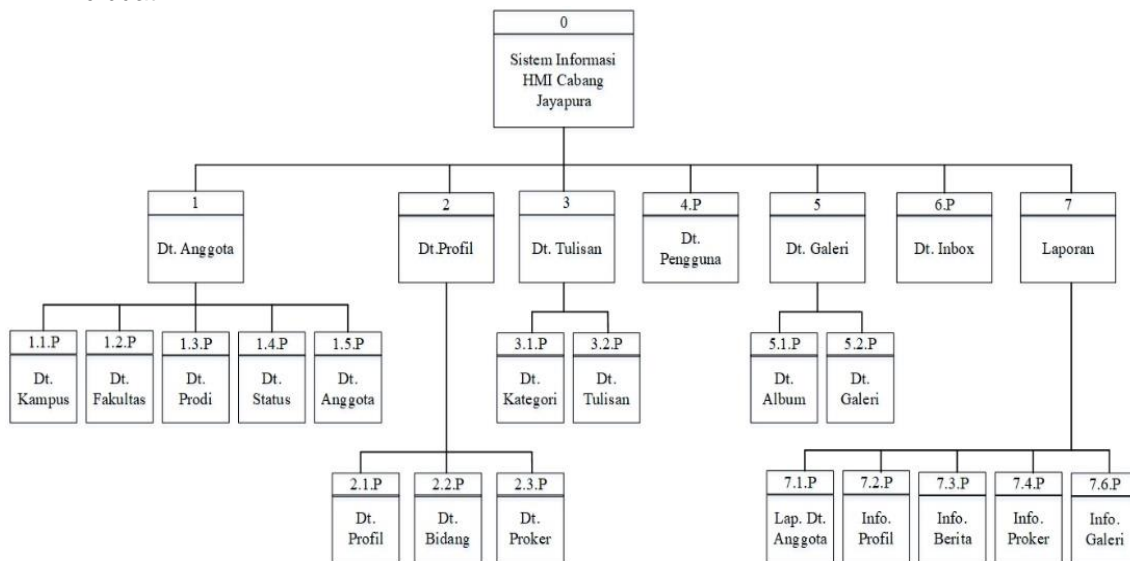 0
Sistem Informasi
HMI Cabang
Jayapura
1
Dt. Anggota
2
Dt.Profil
3
Dt. Tulisan
4.P
Dt.
Pengguna
5
Dt. Galeri
6.P
Dt. Inbox
7
Laporan
1.1.P
Dt.
Kampus
1.2.P
Dt.
Fakultas
1.3.P
Dt.
Prodi
1.4.P
Dt.
Status
1.5.P
Dt.
Anggota
3.1.P
Dt.
Kategori
3.2.P
Dt.
Tulisan
5.1.P
Dt.
Album
5.2.P
Dt.
Galeri
2.1.P
Dt.
Profil
2.2.P
Dt.
Bidang
2.3.P
Dt.
Proker
7.1.P
Lap. Dt.
Anggota
7.2.P
Info.
Profil
7.3.P
Info.
Berita
7.4.P
Info.
Proker
7.6.P
Info.
Galeri